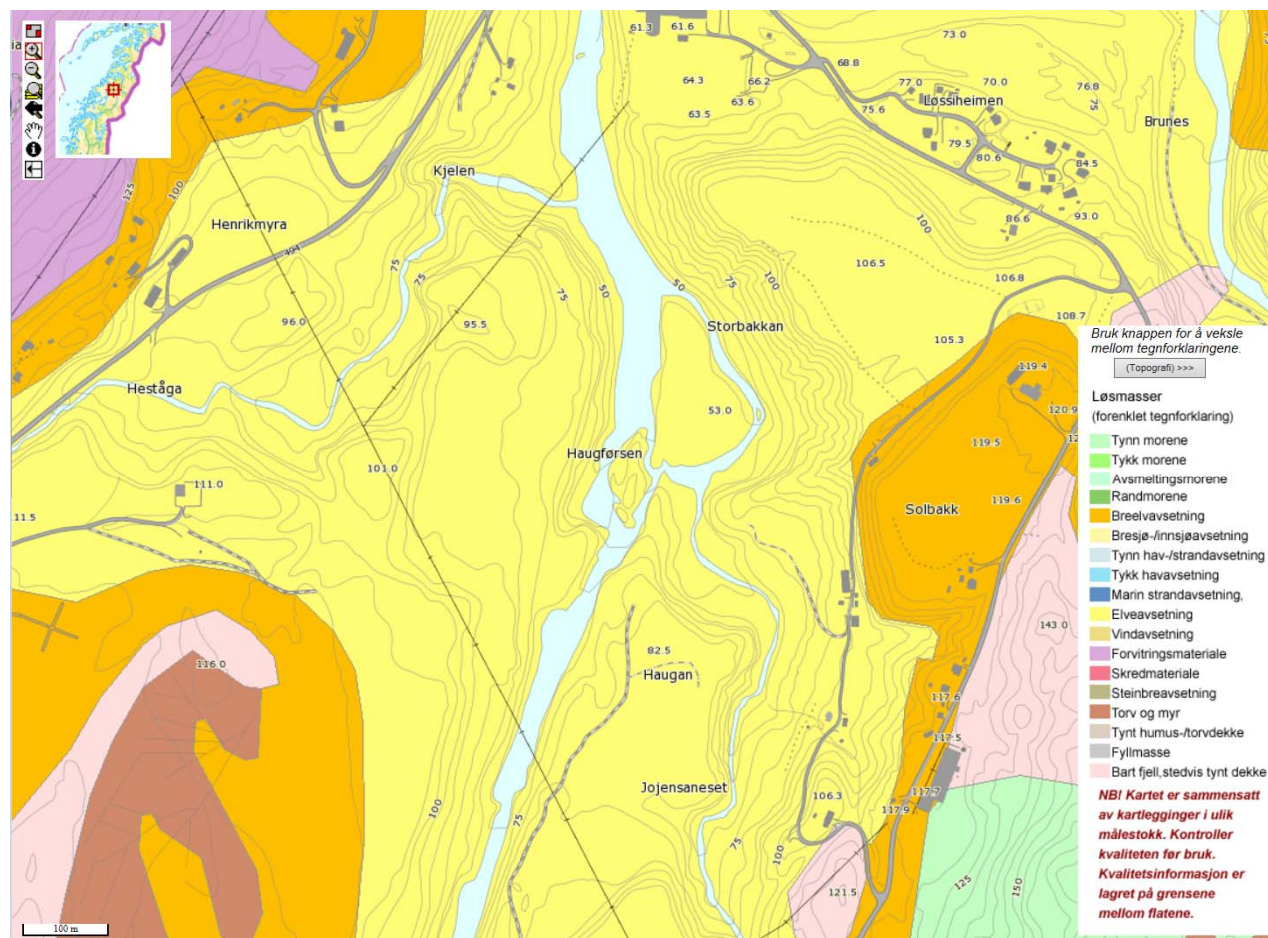 61.3
61.6
73.0
68.8
64.3
66.2
77.0
70.0
76.8
63.6
75.6
Løssiheimen
75
63.5
Brunes
79.5
80.6
84.5
Kjelen
125
100
Henrikmyra
86.6
93.0
100
494
75
75
106.5
106.8
75
50
50
75
100
96.0
95.5
Storbakkan
108.7
105.3
Heståga
53.0
119.4
120.9
Haugførsen
119.5
101.0
111.0
11.5
Solbakk
119.6
143.0
82.5
116.0
Haugan
117.6
117.5
Jojensaneset
106.3
117.7
117.9
100
75
75
100
121.5
125
150
100 m
Bruk knappen for å veksle
mellom tegnforklaringene.
(Topografi) >>>
Løsmasser
(forenklet tegnforklaring)
Tynn morene
Tykk morene
Avsmeltingsmorene
Randmorene
Breelvavsetning
Bresjø-/innsjøavsetning
Tynn hav-/strandavsetning
Tykk havavsetning
Marin strandavsetning,
Elveavsetning
Vindavsetning
Forvitringsmateriale
Skredmateriale
Steinbreavsetning
Torv og myr
Tynt humus-/torvdekke
Fyllmasse
Bart fjell,stedvis tynt dekke
NB! Kartet er sammensatt
av kartlegginger i ulik
målestokk. Kontroller
kvaliteten før bruk.
Kvalitetsinformasjon er
lagret på grensene
mellom flatene.